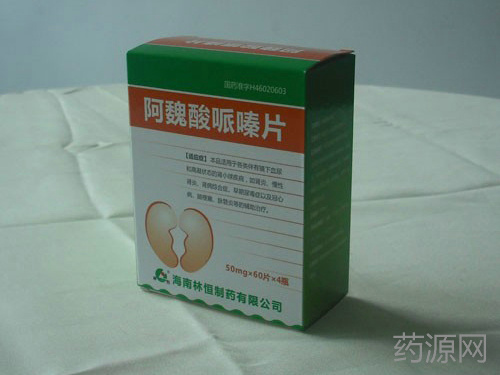 国药准字H46020603
阿魏酸哌嗪片
【适应症】本品适用于各类伴有镜下血尿
和高凝状态的肾小球疾病，如肾炎、慢性
肾炎、肾病综合症、早期尿毒症以及冠心
病、脑梗塞、脉管炎等的辅助治疗。
50mg×60片×4瓶
海南林恒制药有限公司
药源网